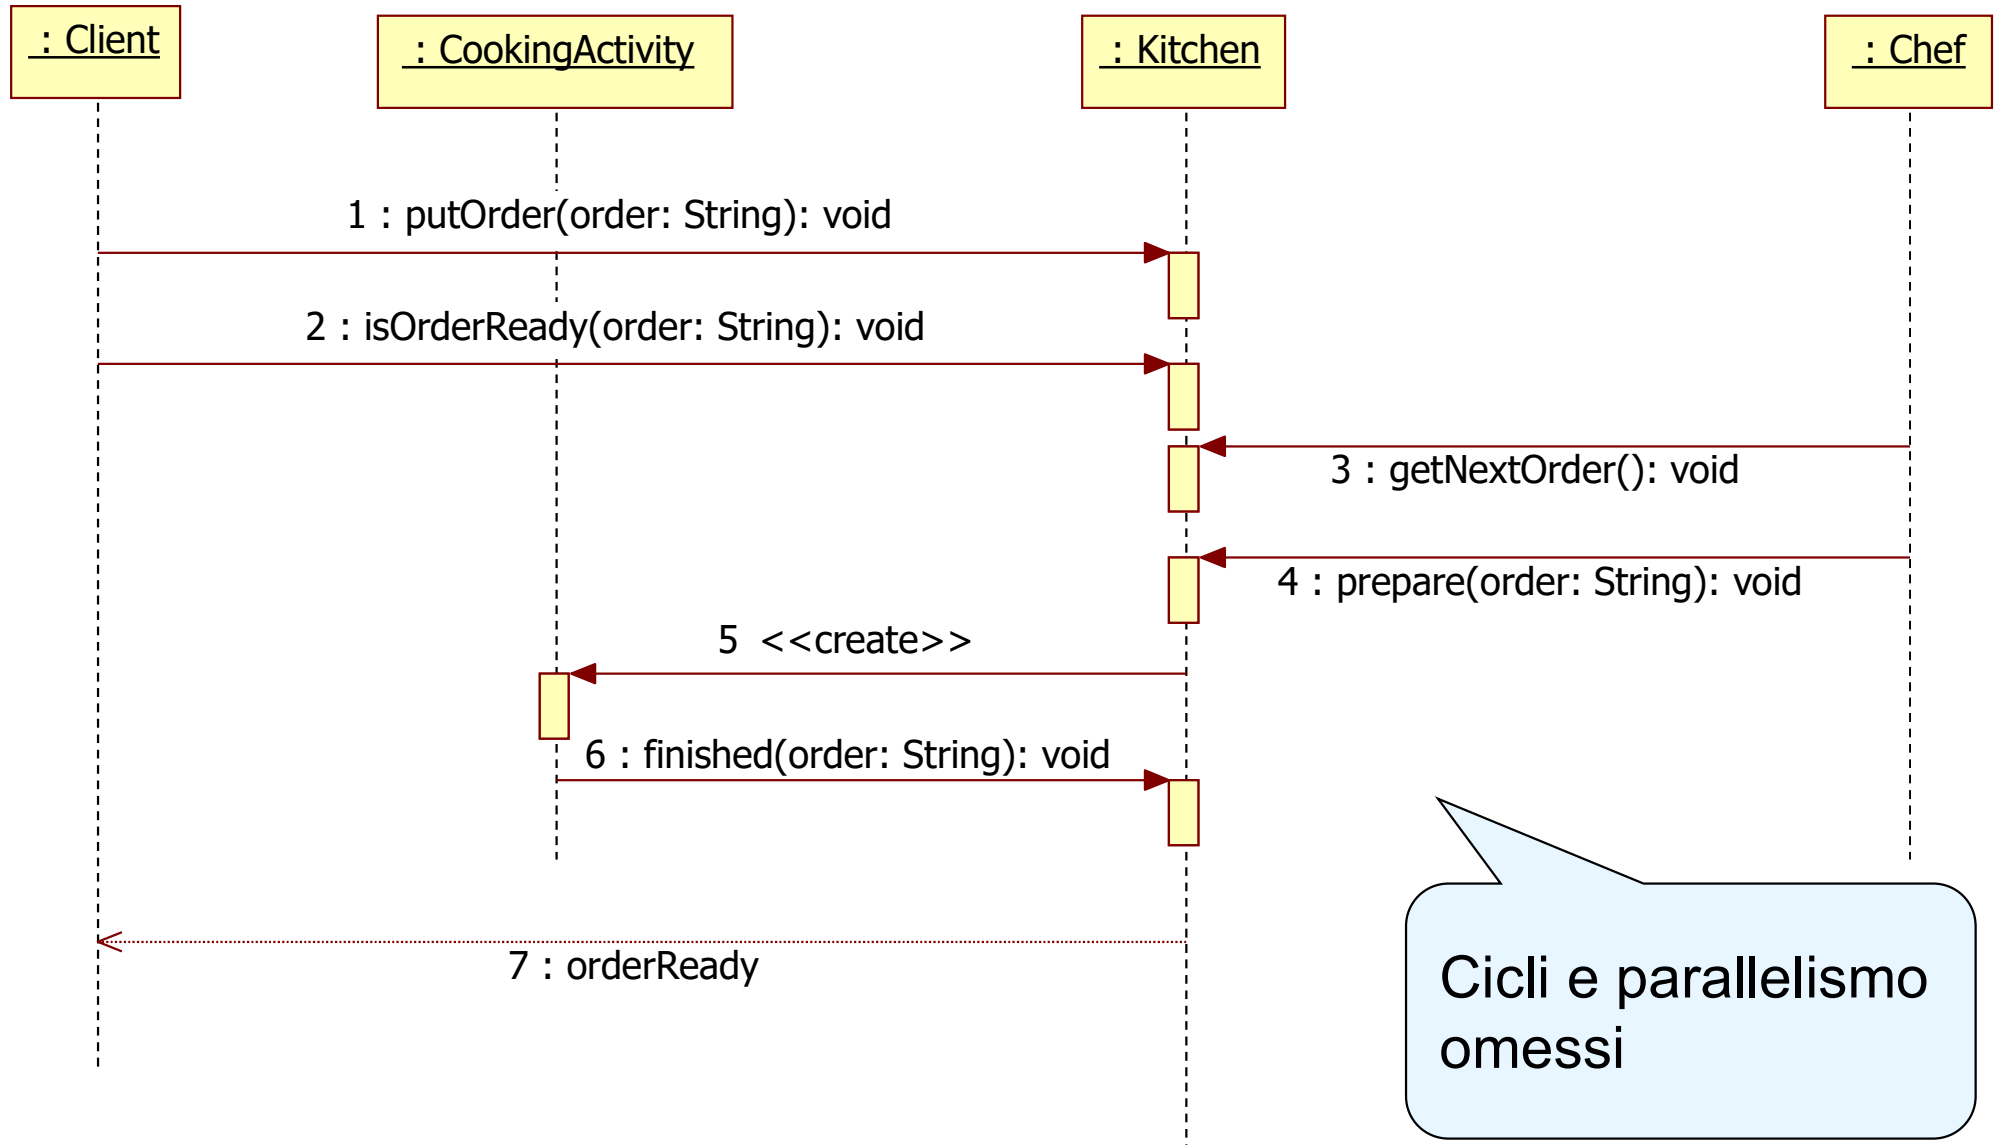 : Client
: CookingActivity
: Kitchen
: Chef
1 : putOrder(order: String): void
2 : isOrderReady(order: String): void
3 : getNextOrder(): void
4 : prepare(order: String): void
5 <<create>>
6 : finished(order: String): void
7 : orderReady
Cicli e parallelismo
omessi